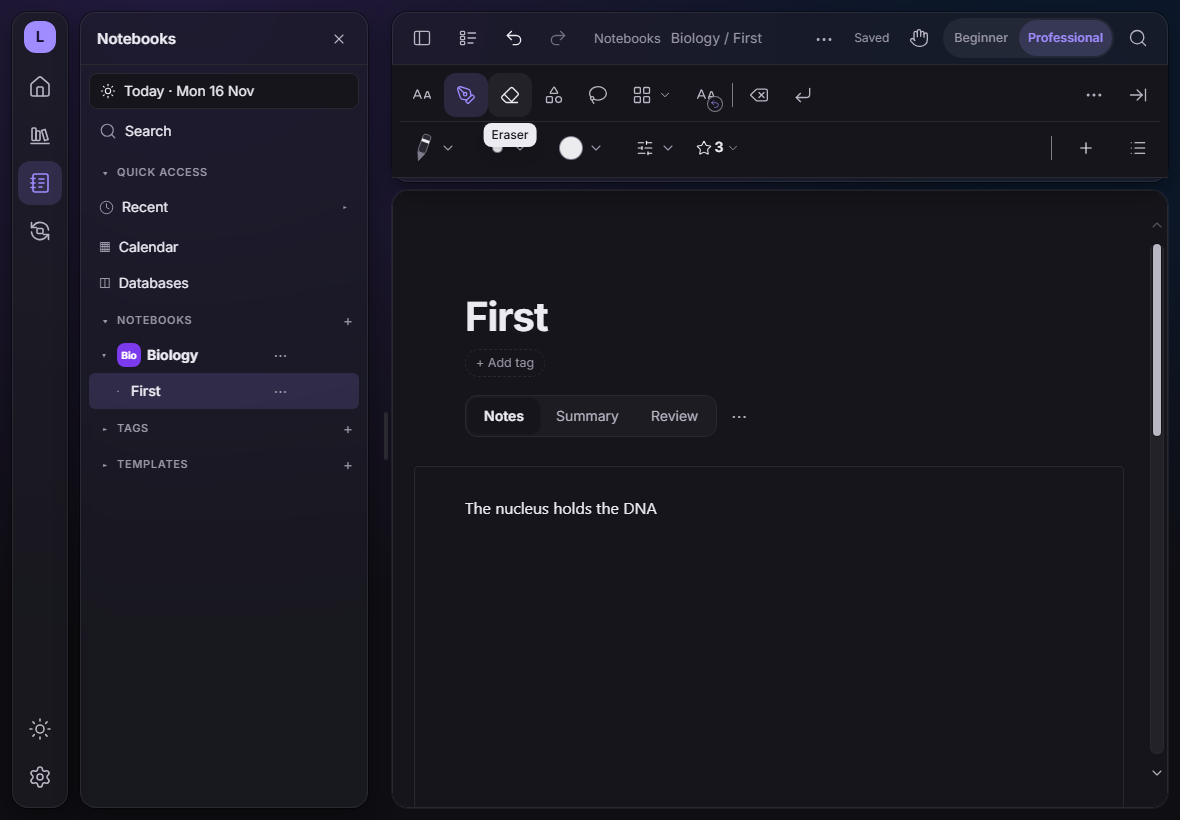 L
Notebooks
Today · Mon 16 Nov
Search
QUICK ACCESS
Recent
Calendar
Databases
NOTEBOOKS
Bio Biology
First
TAGS
TEMPLATES
Notebooks Biology / First
Saved
Beginner Professional
AA
AA
Eraser
3
First
+ Add tag
Notes Summary Review
The nucleus holds the DNA